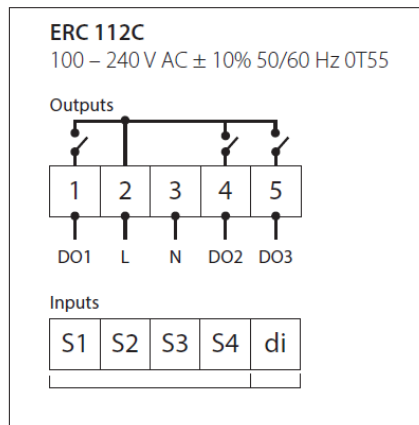 ERC 112C
100 – 240 V AC ± 10% 50/60 Hz 0T55
Outputs
1 2 3 4 5
DO1 L N DO2 DO3
Inputs
S1 S2 S3 S4 di